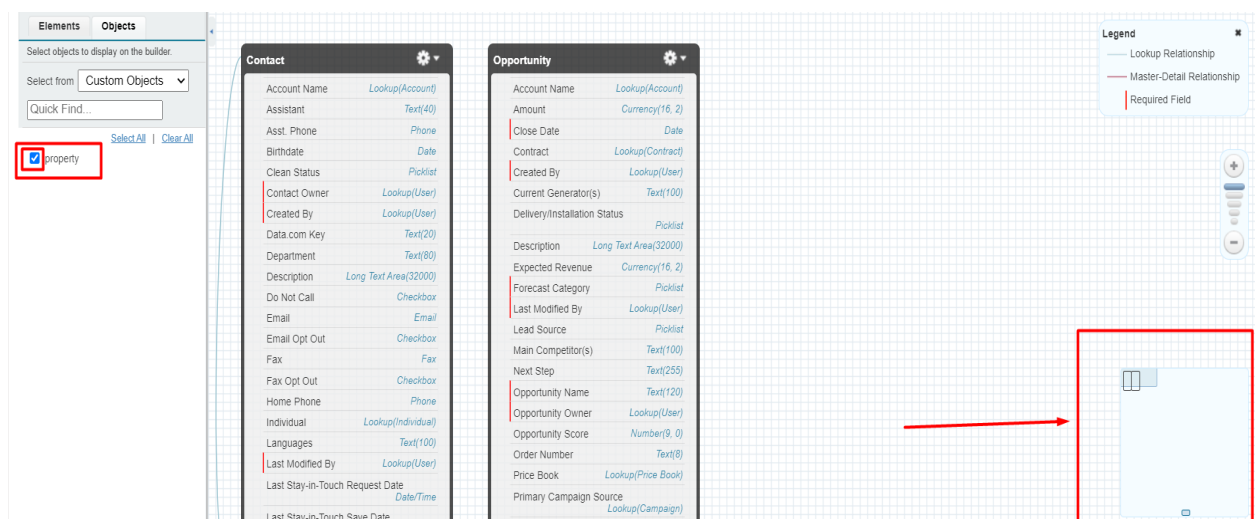 Elements Objects
Select objects to display on the builder.
Select from Custom Objects
Quick Find...
Select All | Clear All
property
Contact
Account Name Lookup(Account)
Assistant Text(40)
Asst. Phone Phone
Birthdate Date
Clean Status Picklist
Contact Owner Lookup(User)
Created By Lookup(User)
Data.com Key Text(20)
Department Text(80)
Description Long Text Area(32000)
Do Not Call Checkbox
Email Email
Email Opt Out Checkbox
Fax Fax
Fax Opt Out Checkbox
Home Phone Phone
Individual Lookup(Individual)
Languages Text(100)
Last Modified By Lookup(User)
Last Stay-in-Touch Request Date
Date/Time
Last Stay-in-Touch Save Date
Opportunity
Account Name Lookup(Account)
Amount Currency(16, 2)
Close Date Date
Contract Lookup(Contract)
Created By Lookup(User)
Current Generator(s) Text(100)
Delivery/Installation Status
Picklist
Description Long Text Area(32000)
Expected Revenue Currency(16, 2)
Forecast Category Picklist
Last Modified By Lookup(User)
Lead Source Picklist
Main Competitor(s) Text(100)
Next Step Text(255)
Opportunity Name Text(120)
Opportunity Owner Lookup(User)
Opportunity Score Number(9, 0)
Order Number Text(8)
Price Book Lookup(Price Book)
Primary Campaign Source
Lookup(Campaign)
Legend
Lookup Relationship
Master-Detail Relationship
Required Field